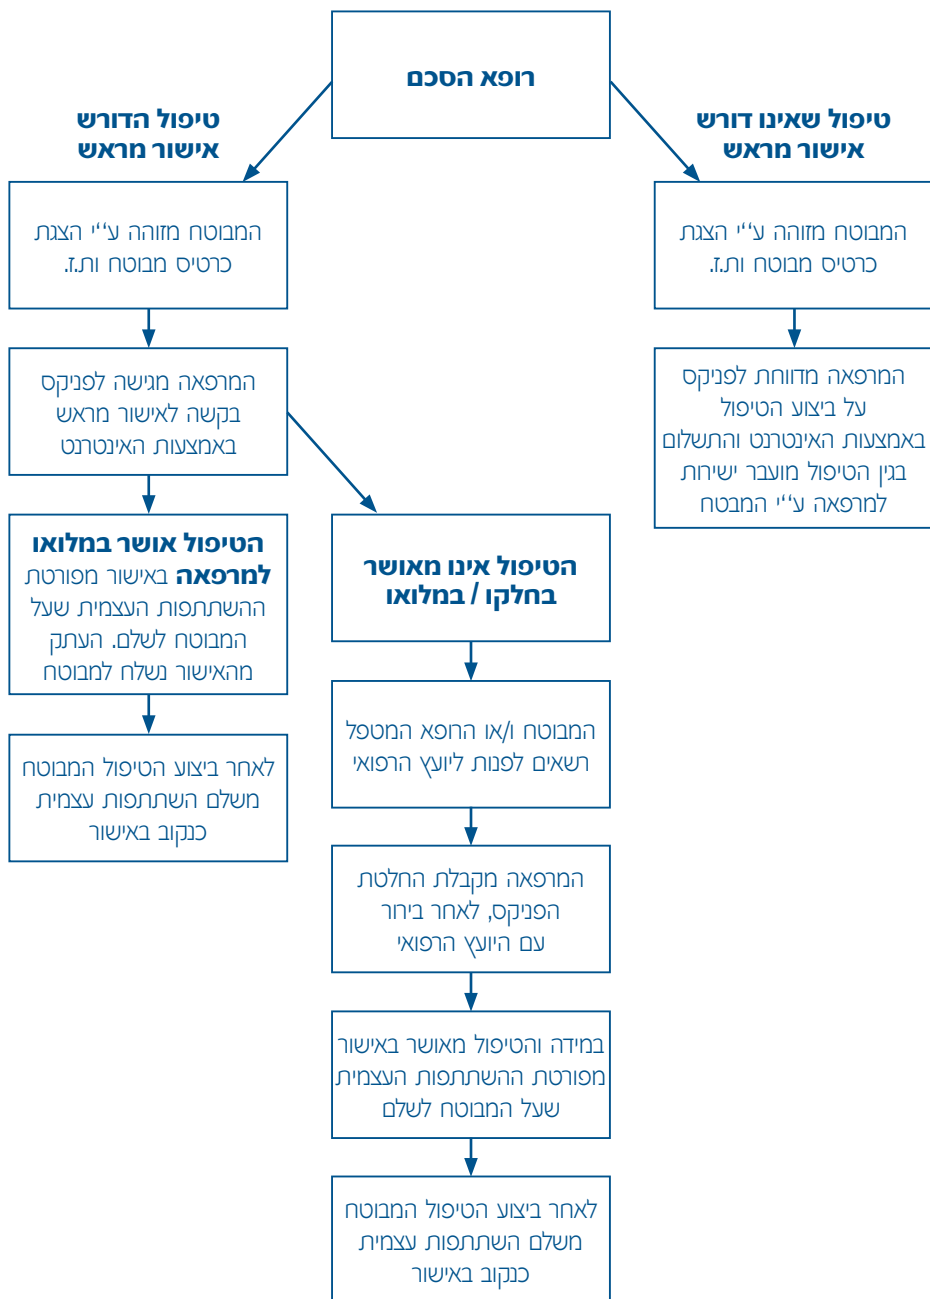 רופא הסכם
טיפול שאינו דורש
אישור מראש
המבוטח מזוהה ע״י הצגת
כרטיס מבוטח ות.ז.
המרפאה מדווחת לפניקס
על ביצוע הטיפול
באמצעות האינטרנט והתשלום
בגין הטיפול מועבר ישירות
למרפאה ע״י המבטח
טיפול הדורש
אישור מראש
המבוטח מזוהה ע״י הצגת
כרטיס מבוטח ות.ז.
המרפאה מגישה לפניקס
בקשה לאישור מראש
באמצעות האינטרנט
הטיפול אינו מאושר
בחלקו / במלואו
המבוטח ו/או הרופא המטפל
רשאים לפנות ליועץ הרפואי
המרפאה מקבלת החלטת
הפניקס, לאחר בירור
עם היועץ הרפואי
במידה והטיפול מאושר באישור
מפורטת ההשתתפות העצמית
שעל המבוטח לשלם
לאחר ביצוע הטיפול המבוטח
משלם השתתפות עצמית
כנקוב באישור
הטיפול אושר במלואו
למרפאה באישור מפורטת
ההשתתפות העצמית שעל
המבוטח לשלם. העתק
מהאישור נשלח למבוטח
לאחר ביצוע הטיפול המבוטח
משלם השתתפות עצמית
כנקוב באישור